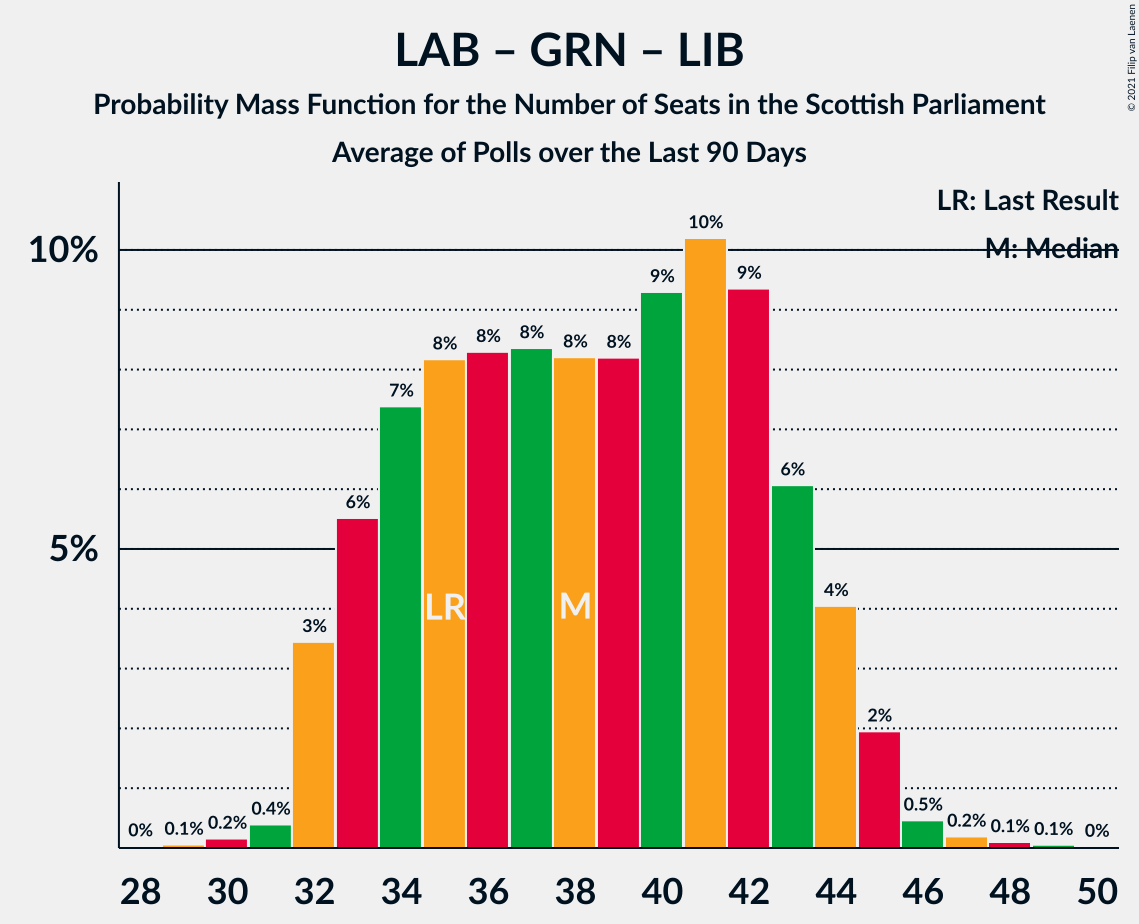 LAB – GRN – LIB
Probability Mass Function for the Number of Seats in the Scottish Parliament
Average of Polls over the Last 90 Days
© 2021 Filip van Laenen
LR: Last Result
M: Median
10%
5%
0%
0.1%
0.2%
0.4%
3%
6%
7%
8%
8%
8%
8%
8%
9%
10%
9%
6%
4%
2%
0.5%
0.2%
0.1%
0.1%
0%
LR
M
28 30 32 34 36 38 40 42 44 46 48 50